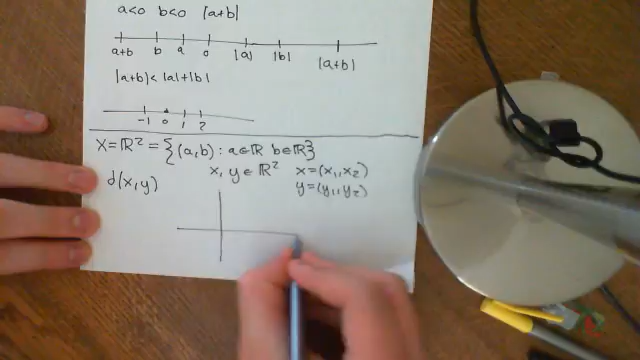 a<0 b<0 |a+b|
a+b b a 0 |a| |b| |a+b|
|a+b|<|a|+|b|
-1 0 1 2
X=ℝ²={(a,b): a∈ℝ b∈ℝ}
x, y∈ℝ² x=(x₁,x₂)
d(x,y) y=(y₁,y₂)